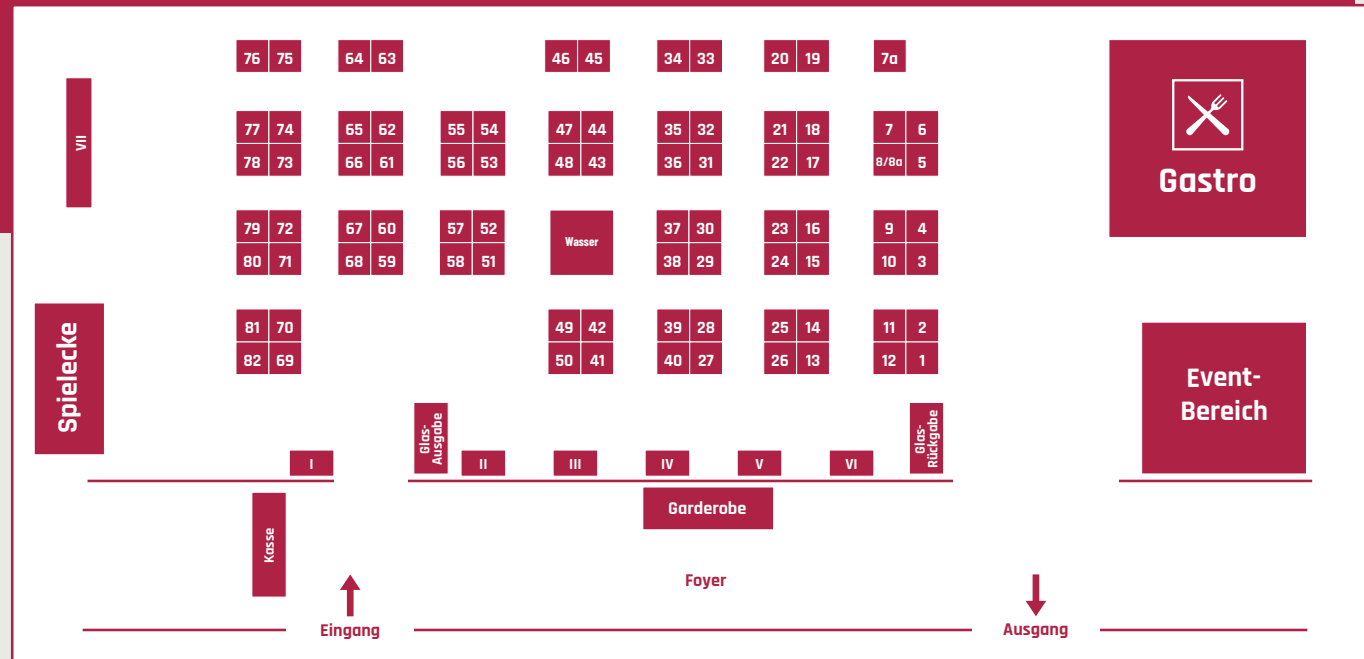 76 75 64 63 46 45 34 33 20 19 7a
VII
77 74 65 62 55 54 47 44 35 32 21 18 7 6
78 73 66 61 56 53 48 43 36 31 22 17 8/8a 5
Gastro
79 72 67 60 57 52 37 30 23 16 9 4
Wasser
80 71 68 59 58 51 38 29 24 15 10 3
Spielecke
81 70 49 42 39 28 25 14 11 2
82 69 50 41 40 27 26 13 12 1
Event-
Bereich
Glas-
Ausgabe
Glas-
Rückgabe
I II III IV V VI
Garderobe
Kasse
Foyer
Eingang
Ausgang